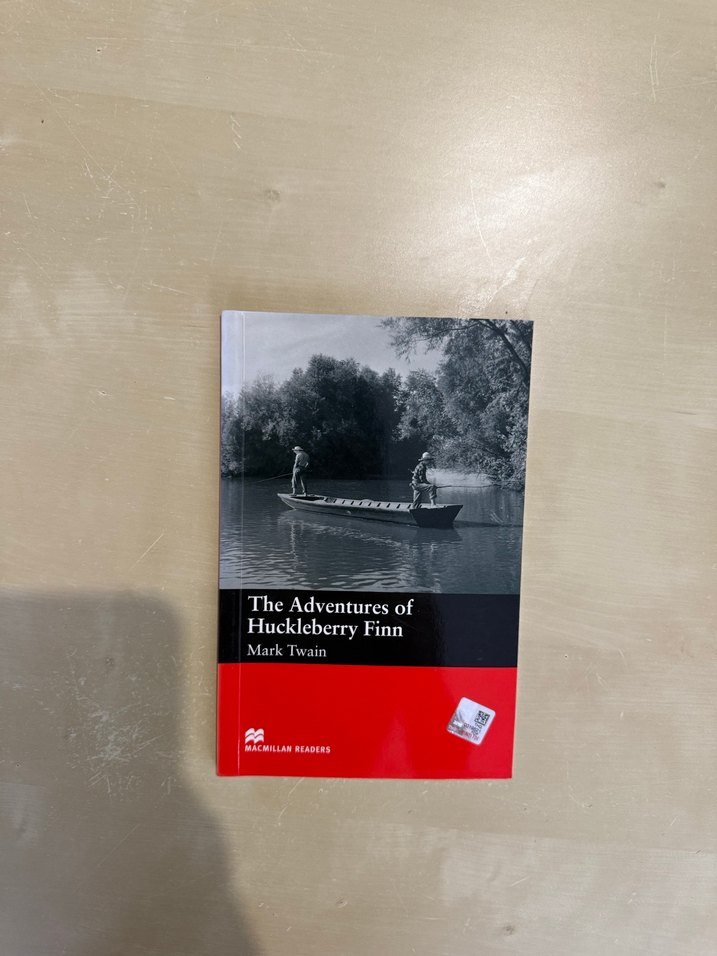 The Adventures of
Huckleberry Finn
Mark Twain
MACMILLAN READERS